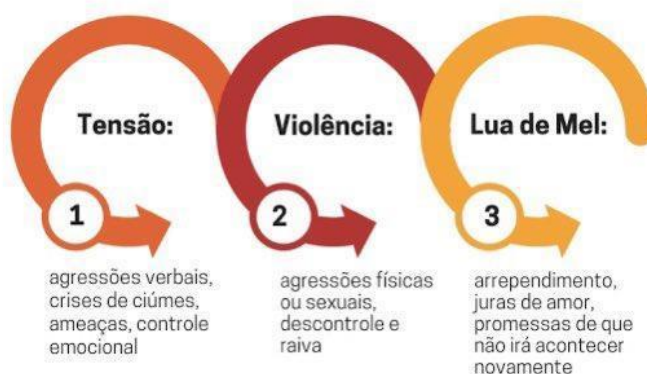 Tensão:
1
agressões verbais,
crises de ciúmes,
ameaças, controle
emocional
Violência:
2
agressões físicas
ou sexuais,
descontrole e
raiva
Lua de Mel:
3
arrependimento,
juras de amor,
promessas de que
não irá acontecer
novamente